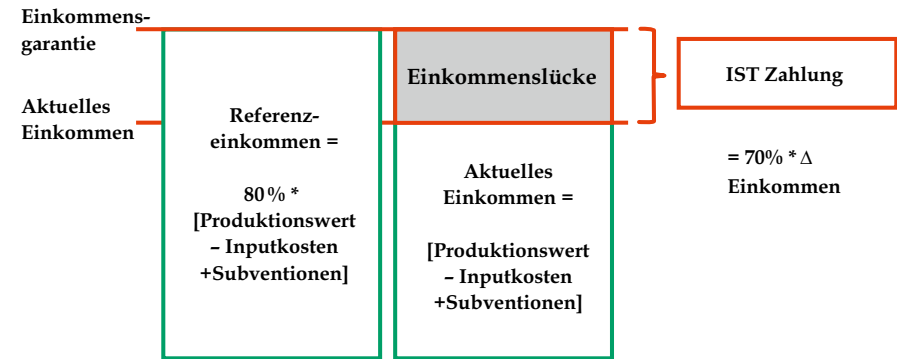 Einkommens-
garantie
Aktuelles
Einkommen
Referenz-
einkommen =
80% *
[Produktionswert
– Inputkosten
+Subventionen]
Einkommenslücke
Aktuelles
Einkommen =
[Produktionswert
– Inputkosten
+Subventionen]
IST Zahlung
= 70% * ∆
Einkommen